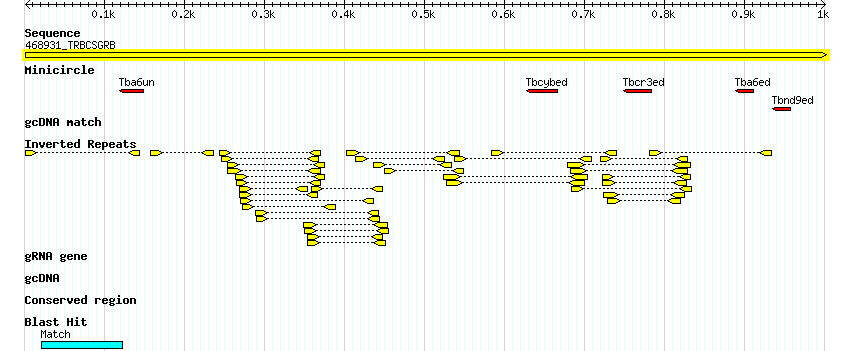 0.1k 0.2k 0.3k 0.4k 0.5k 0.6k 0.7k 0.8k 0.9k 1k
Sequence
468931_TRBCSGRB
Minicircle
Tba6un Tbcybed Tbcr3ed Tba6ed
Tbnd9ed
gcDNA match
Inverted Repeats
gRNA gene
gcDNA
Conserved region
Blast Hit
Match